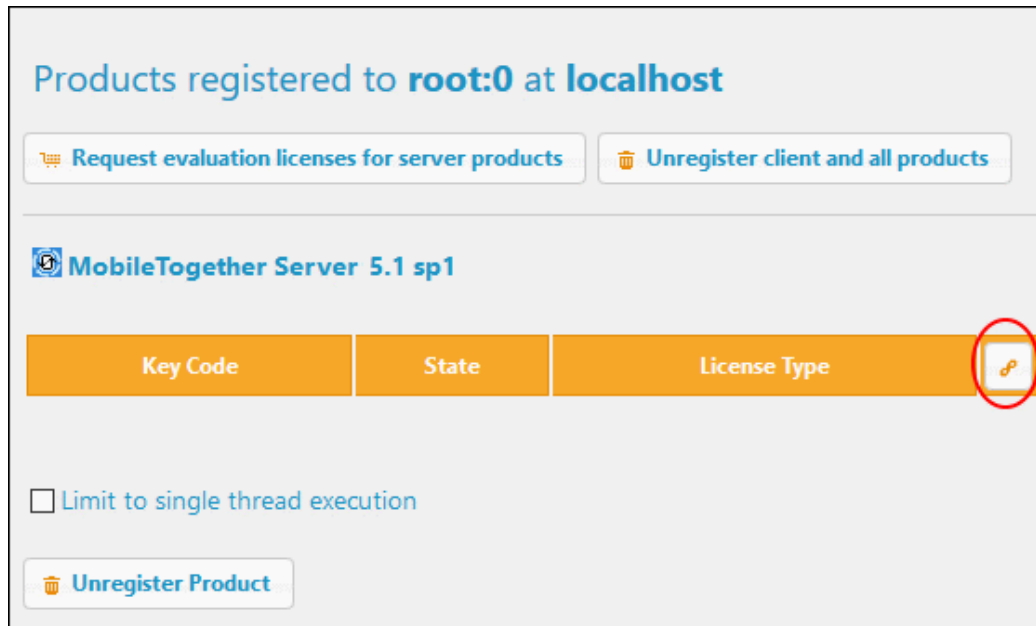 Products registered to root:0 at localhost
Request evaluation licenses for server products Unregister client and all products
MobileTogether Server 5.1 sp1
Key Code State License Type
Limit to single thread execution
Unregister Product